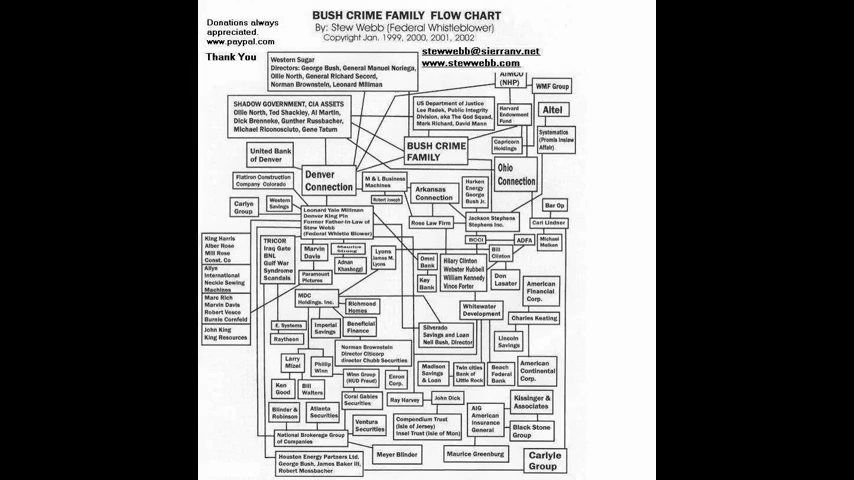 BUSH CRIME FAMILY FLOW CHART
By: Stew Webb (Federal Whistleblower)
Copyright Jan. 1999, 2000, 2001, 2002
Donations always
appreciated.
www.paypal.com
Thank You
stewwebb@sierranv.net
www.stewwebb.com
Western Sugar
Directors: George Bush, General Manuel Noriega,
Ollie North, General Richard Secord,
Norman Brownstein, Leonard Millman
AIMCO
(NHP)
WMF Group
SHADOW GOVERNMENT, CIA ASSETS
Ollie North, Ted Shackley, Al Martin,
Dick Brenneke, Gunther Russbacher,
Michael Riconosciuto, Gene Tatum
US Department of Justice
Lee Radek, Public Integrity
Division, aka The God Squad,
Mark Richard, David Mann
Harvard
Endowment
Fund
Altel
Systematics
(Promis Inslaw
Affair)
United Bank
of Denver
BUSH CRIME
FAMILY
Capricorn
Holdings
Flatiron Construction
Company Colorado
Denver
Connection
M & L Business
Machines
Robert Joseph
Arkansas
Connection
Harken
Energy
George
Bush Jr.
Ohio
Connection
Carlye
Group
Western
Savings
Leonard Yale Millman
Denver King Pin
Former Father-in-Law of
Stew Webb
(Federal Whistle Blower)
Rose Law Firm
Jackson Stephens
Stephens Inc.
Bar Op
Carl Lindner
King Harris
Alber Rose
Mill Rose
Const. Co
TRICOR
Iraq Gate
BNL
Gulf War
Syndrome
Scandals
Marvin
Davis
Maurice
Strong
Adnan
Khashoggi
Lyons
James M.
Lyons
BCCI
ADFA
Michael
Meiken
Omni
Bank
Hilary Clinton
Webster Hubbell
William Kennedy
Vince Forter
Bill
Clinton
Allye
International
Neckie Sewing
Machines
Paramount
Pictures
Kay
Bank
Don
Lasater
American
Financial
Corp.
Marc Rich
Marvin Davis
Robert Vesco
Burnie Cornfeld
MDC
Holdings, Inc.
Richmond
Homes
Whitewater
Development
John King
King Resources
E. Systems
Raytheon
Imperial
Savings
Beneficial
Finance
Silverado
Savings and Loan
Neil Bush, Director
Charles Keating
Lincoln
Savings
Larry
Mizel
Phillip
Winn
Norman Brownstein
Director Citicorp
director Chubb Securities
Madison
Savings
& Loan
Twin cities
Bank of
Little Rock
Beach
Federal
Bank
American
Continental
Corp.
Ken
Good
Bill
Walters
Winn Group
(HUD Fraud)
Enron
Corp.
Coral Gables
Securities
Ray Harvey
John Dick
Kissinger &
Associates
Blinder &
Robinson
Atlanta
Securities
Ventura
Securities
Compendium Trust
(Isle of Jersey)
Insel Trust (Isle of Mon)
AIG
American
Insurance
General
Black Stone
Group
National Brokerage Group
of Companies
Meyer Blinder
Maurice Greenburg
Houston Energy Partners Ltd.
George Bush, James Baker III,
Robert Mossbacher
Carlyle
Group